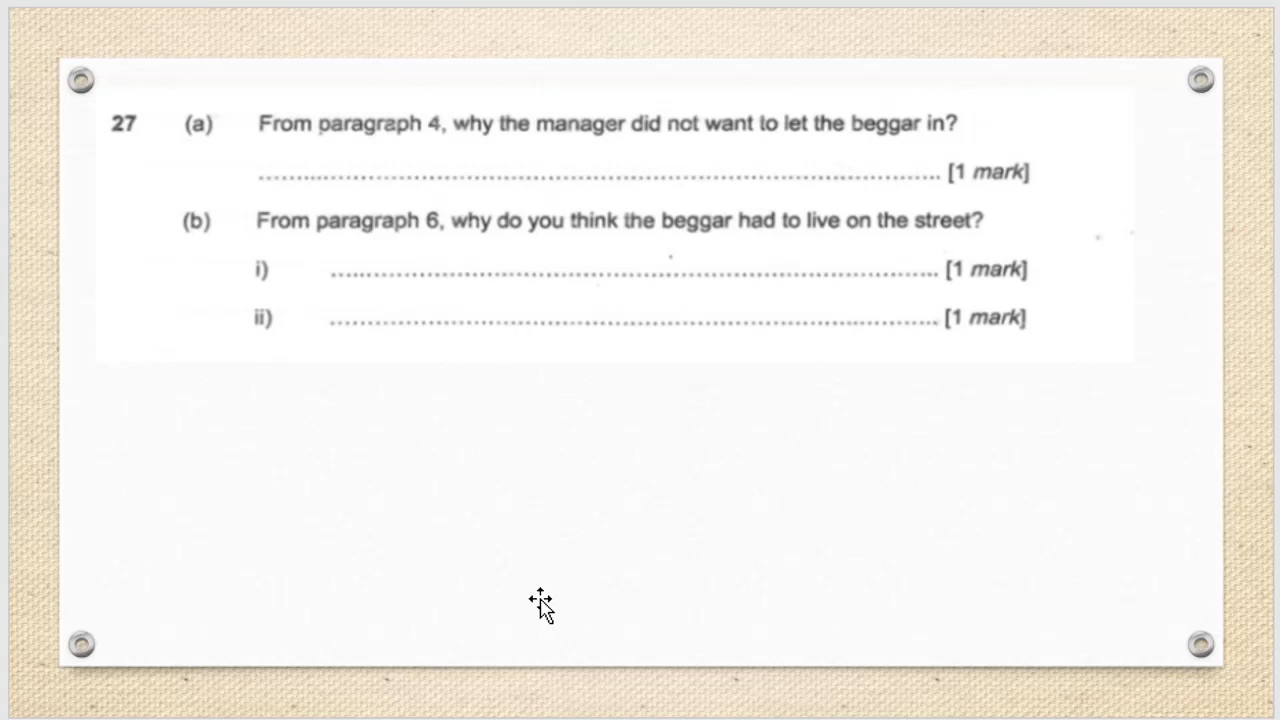 27 (a) From paragraph 4, why the manager did not want to let the beggar in?
........................................................................................ [1 mark]
(b) From paragraph 6, why do you think the beggar had to live on the street?
i) ........................................................................................ [1 mark]
ii) ........................................................................................ [1 mark]